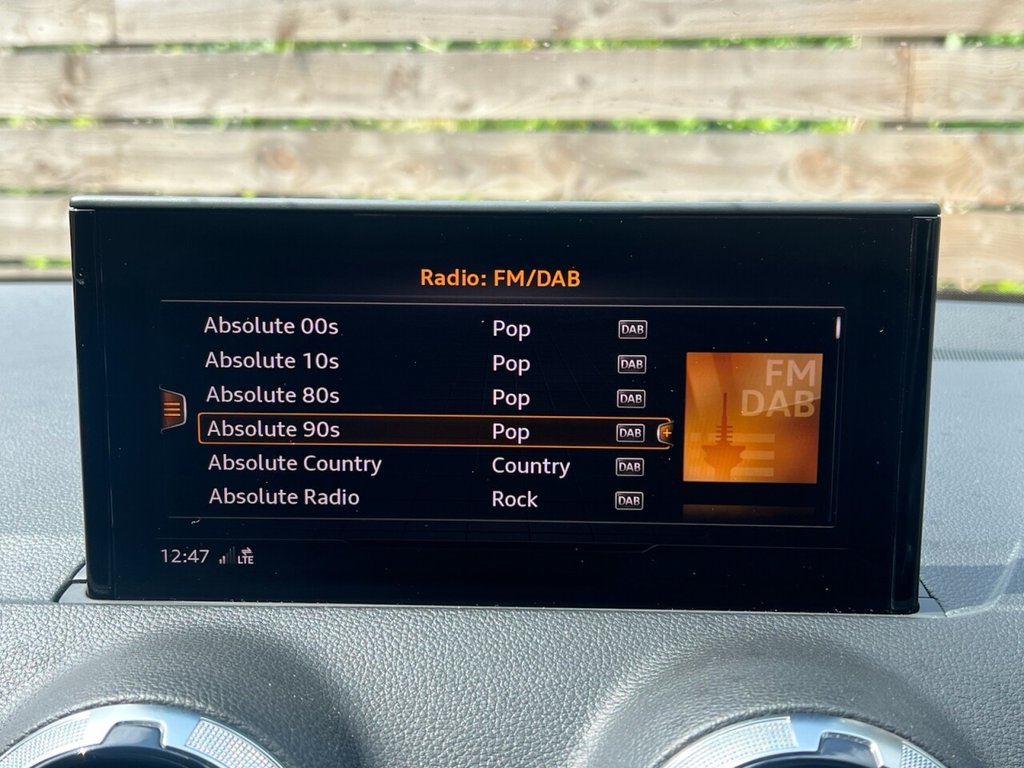 Radio: FM/DAB
Absolute 00s Pop DAB
Absolute 10s Pop DAB
Absolute 80s Pop DAB
Absolute 90s Pop DAB +
Absolute Country Country DAB
Absolute Radio Rock DAB
FM
DAB
12:47 LTE